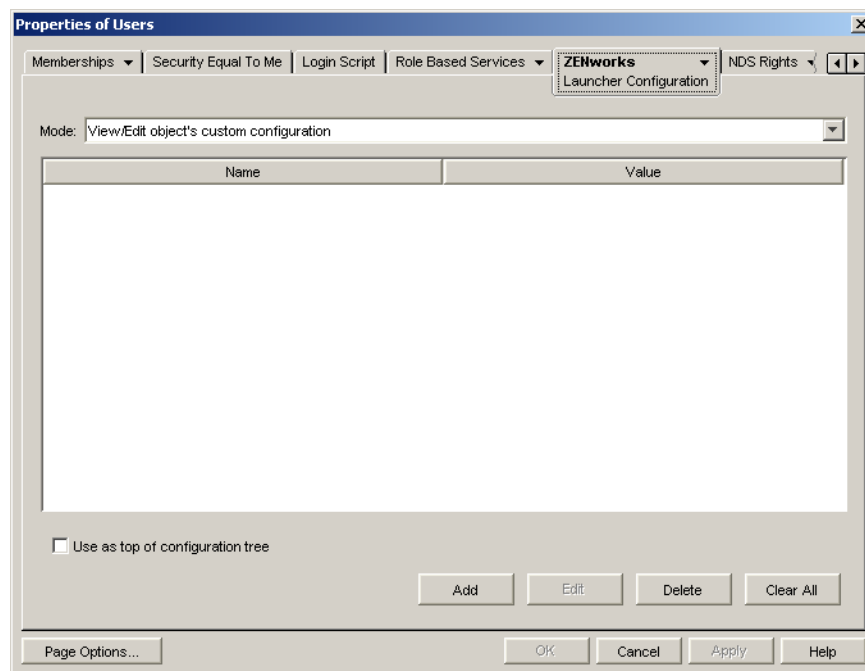 Properties of Users
Memberships
Security Equal To Me
Login Script
Role Based Services
ZENworks
Launcher Configuration
NDS Rights
Mode: View/Edit object's custom configuration
Name Value
Use as top of configuration tree
Add Edit Delete Clear All
Page Options... OK Cancel Apply Help